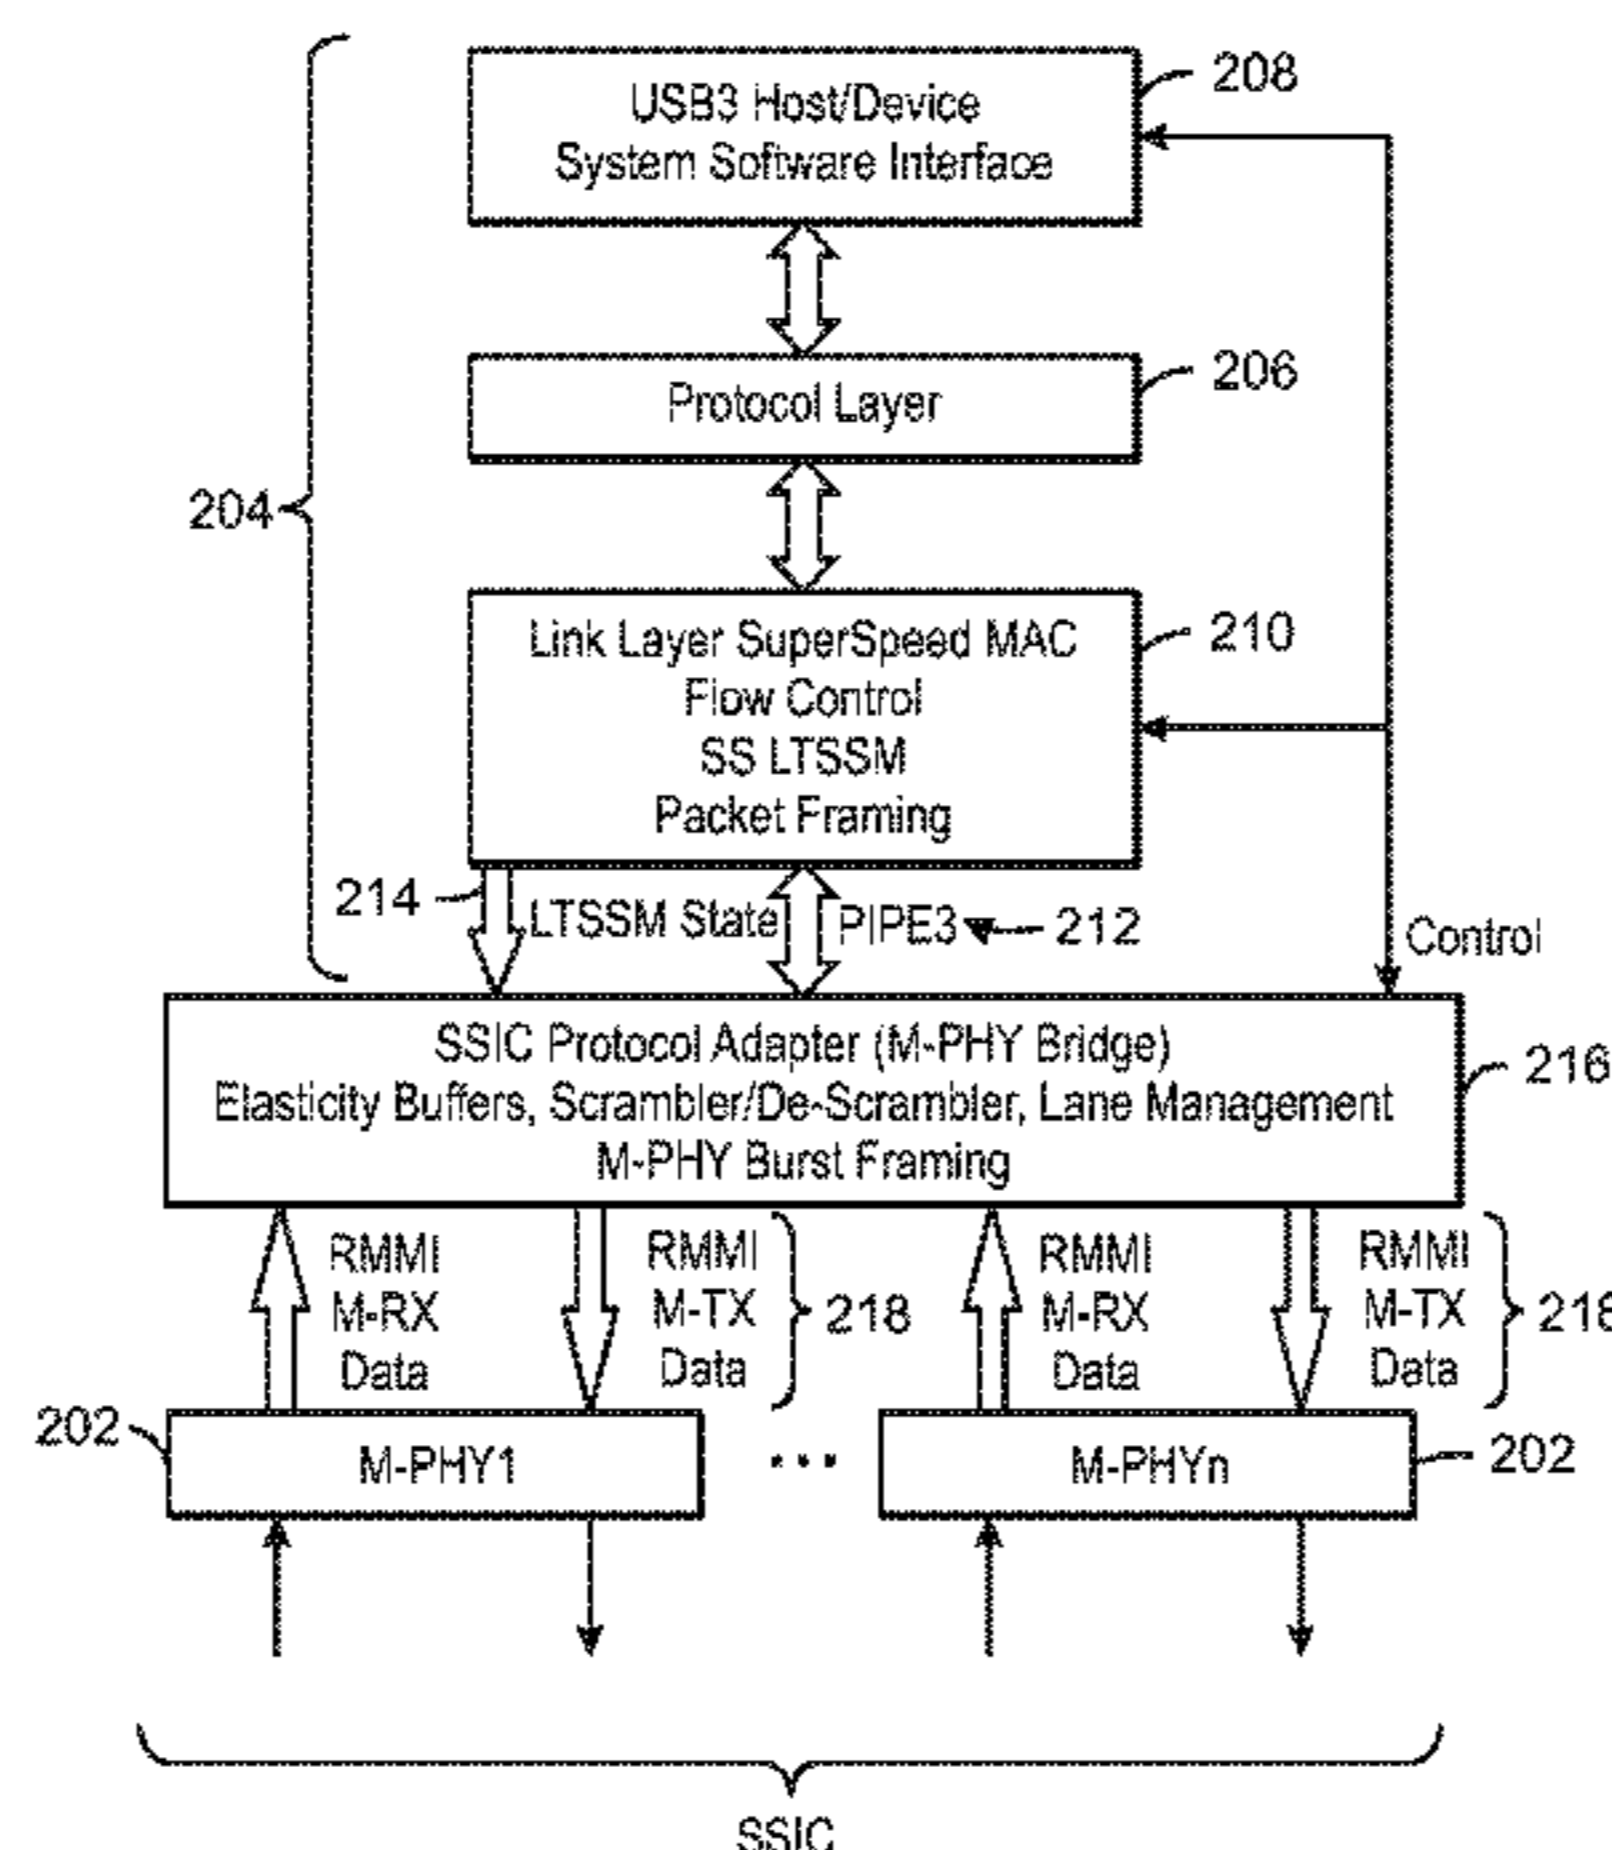 208
USB3 Host/Device
System Software Interface
206
Protocol Layer
204
210
Link Layer SuperSpeed MAC
Flow Control
SS LTSSM
Packet Framing
214
LTSSM State
PIPE3
212
Control
SSIC Protocol Adapter (M-PHY Bridge)
Elasticity Buffers, Scrambler/De-Scrambler, Lane Management
M-PHY Burst Framing
216
RMMI
M-RX
Data
RMMI
M-TX
Data
218
RMMI
M-RX
Data
RMMI
M-TX
Data
202
M-PHY1
...
M-PHYn
202
SSIC